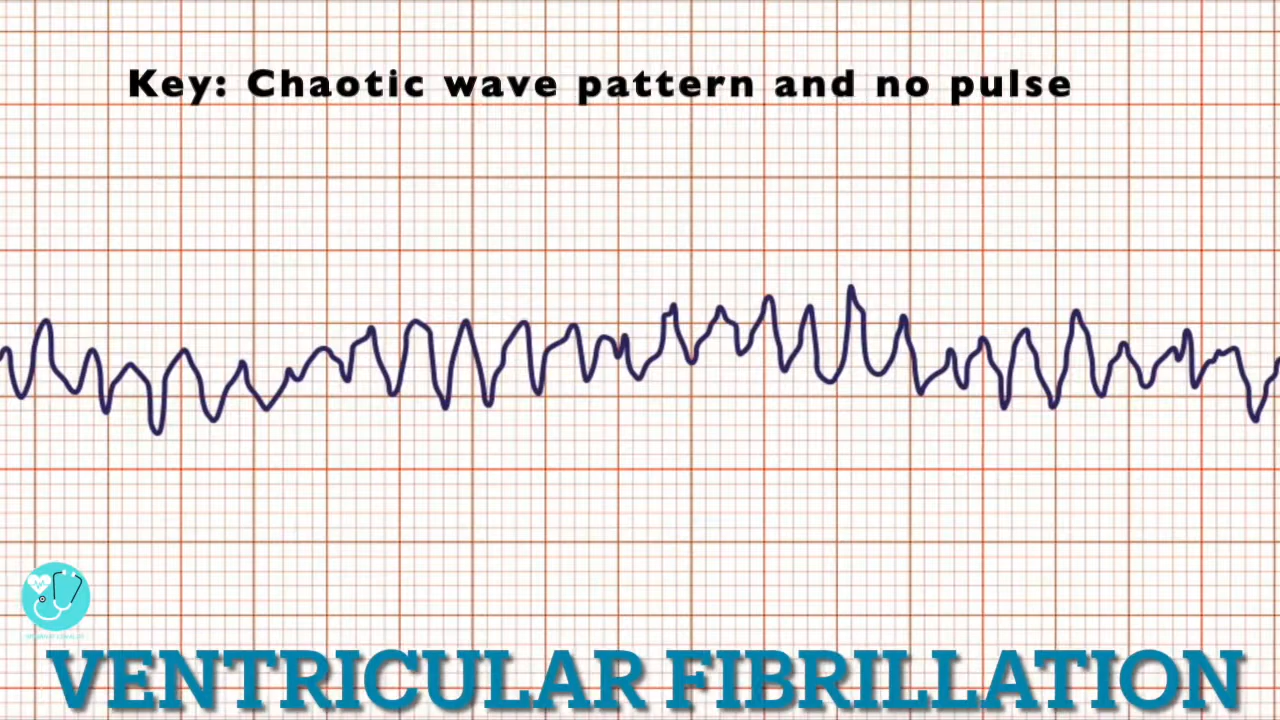 Key: Chaotic wave pattern and no pulse
VENTRICULAR FIBRILLATION